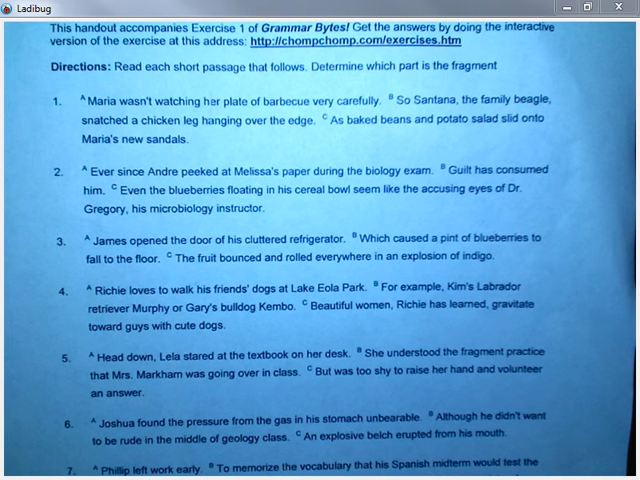 Ladibug
This handout accompanies Exercise 1 of Grammar Bytes! Get the answers by doing the interactive
version of the exercise at this address: http://chompchomp.com/exercises.htm
Directions: Read each short passage that follows. Determine which part is the fragment
1. A Maria wasn't watching her plate of barbecue very carefully. B So Santana, the family beagle,
snatched a chicken leg hanging over the edge. C As baked beans and potato salad slid onto
Maria's new sandals.
2. A Ever since Andre peeked at Melissa's paper during the biology exam. B Guilt has consumed
him. C Even the blueberries floating in his cereal bowl seem like the accusing eyes of Dr.
Gregory, his microbiology instructor.
3. A James opened the door of his cluttered refrigerator. B Which caused a pint of blueberries to
fall to the floor. C The fruit bounced and rolled everywhere in an explosion of indigo.
4. A Richie loves to walk his friends' dogs at Lake Eola Park. B For example, Kim's Labrador
retriever Murphy or Gary's bulldog Kembo. C Beautiful women, Richie has learned, gravitate
toward guys with cute dogs.
5. A Head down, Lela stared at the textbook on her desk. B She understood the fragment practice
that Mrs. Markham was going over in class. C But was too shy to raise her hand and volunteer
an answer.
6. A Joshua found the pressure from the gas in his stomach unbearable. B Although he didn't want
to be rude in the middle of geology class. C An explosive belch erupted from his mouth.
7. A Phillip left work early. B To memorize the vocabulary that his Spanish midterm would test the